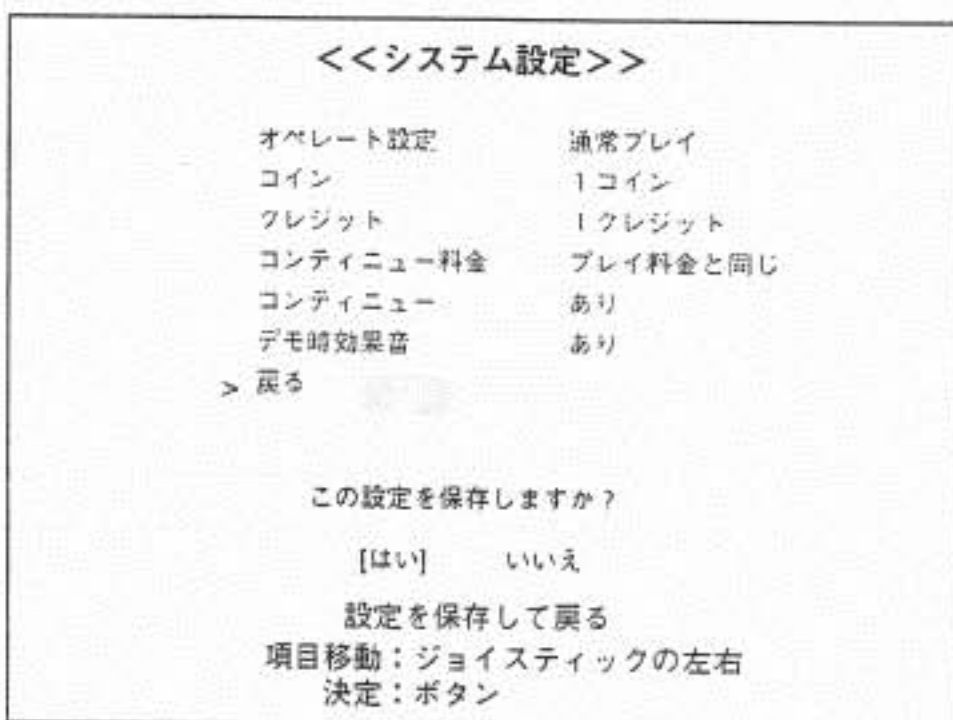 <<システム設定>>
オペレート設定 通常プレイ
コイン 1コイン
クレジット 1クレジット
コンティニュー料金 プレイ料金と同じ
コンティニュー あり
デモ時効果音 あり
> 戻る
この設定を保存しますか?
[はい] いいえ
設定を保存して戻る
項目移動:ジョイスティックの左右
決定:ボタン